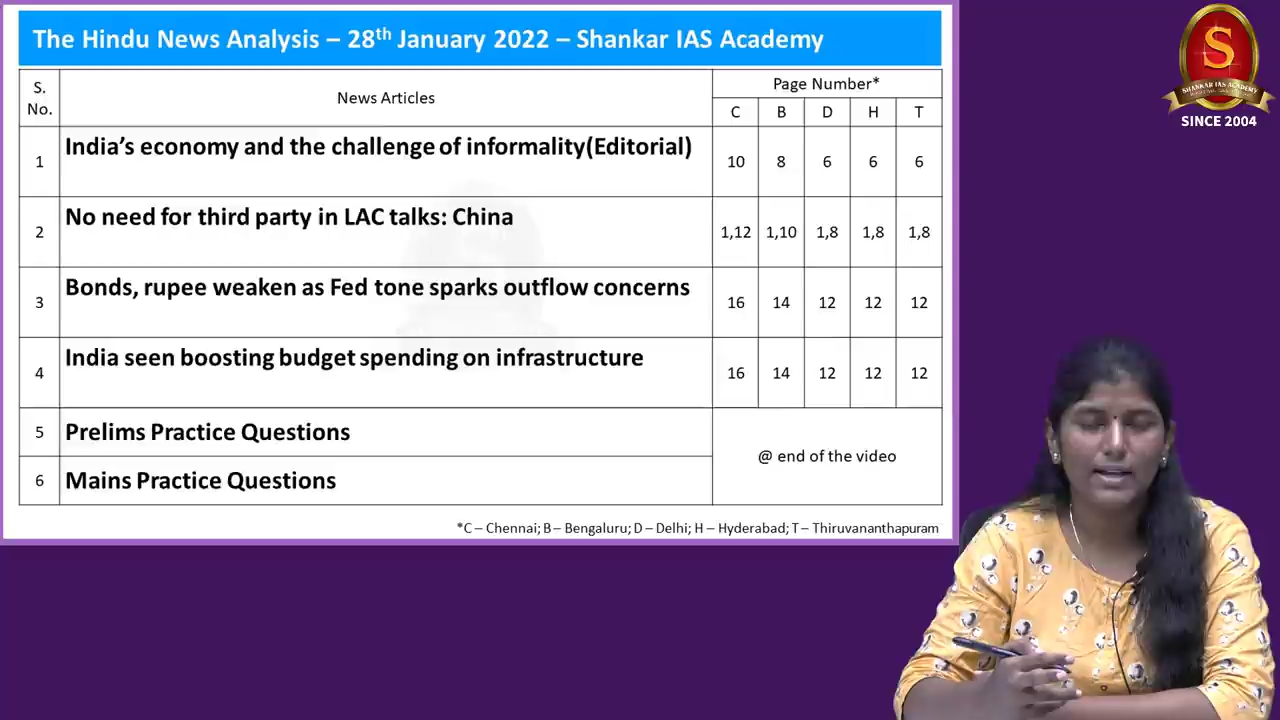 The Hindu News Analysis – 28th January 2022 – Shankar IAS Academy
S. No. News Articles Page Number*
C B D H T
1 India's economy and the challenge of informality(Editorial) 10 8 6 6 6
2 No need for third party in LAC talks: China 1,12 1,10 1,8 1,8 1,8
3 Bonds, rupee weaken as Fed tone sparks outflow concerns 16 14 12 12 12
4 India seen boosting budget spending on infrastructure 16 14 12 12 12
5 Prelims Practice Questions
@ end of the video
6 Mains Practice Questions
*C – Chennai; B – Bengaluru; D – Delhi; H – Hyderabad; T – Thiruvananthapuram
S
SHANKAR IAS ACADEMY
SINCE 2004